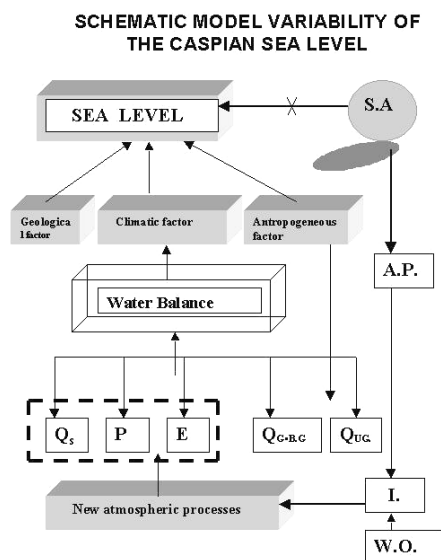 SCHEMATIC MODEL VARIABILITY OF
THE CASPIAN SEA LEVEL
SEA LEVEL
S.A
Geologica
l factor
Climatic factor
Antropogeneous
factor
A.P.
Water Balance
Qs
P
E
QG-B.G
QUG.
I.
New atmospheric processes
W.O.